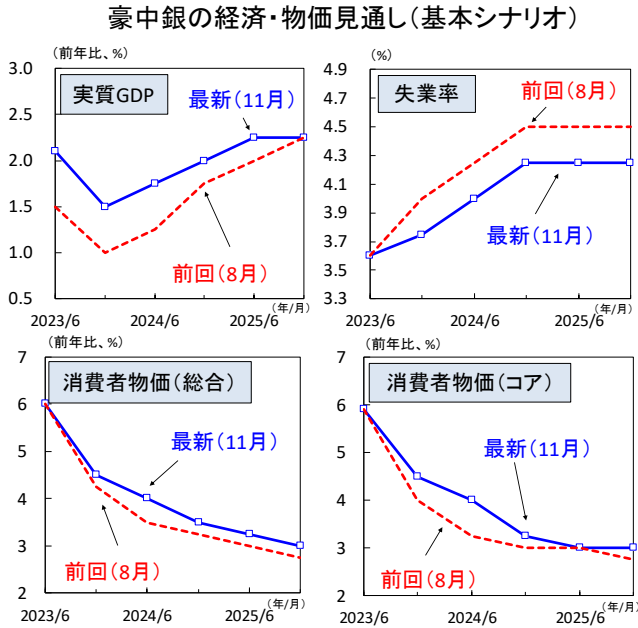 豪中銀の経済・物価見通し（基本シナリオ）
（前年比、%）
実質GDP
最新（11月）
前回（8月）
3.0
2.5
2.0
1.5
1.0
0.5
2023/6
2024/6
2025/6
（年/月）
（%）
失業率
前回（8月）
最新（11月）
4.9
4.7
4.5
4.3
4.1
3.9
3.7
3.5
3.3
2023/6
2024/6
2025/6
（年/月）
（前年比、%）
消費者物価（総合）
最新（11月）
前回（8月）
7
6
5
4
3
2
2023/6
2024/6
2025/6
（年/月）
（前年比、%）
消費者物価（コア）
最新（11月）
前回（8月）
7
6
5
4
3
2
2023/6
2024/6
2025/6
（年/月）